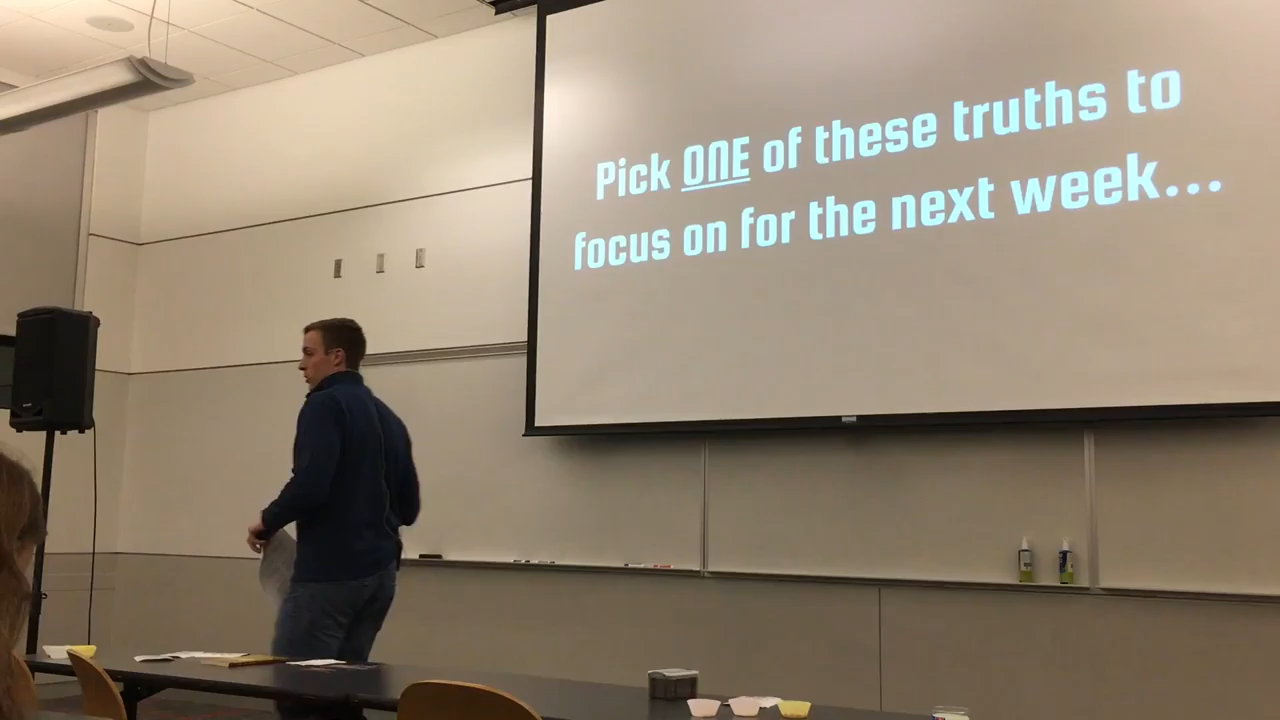 Pick ONE of these truths to
focus on for the next week...